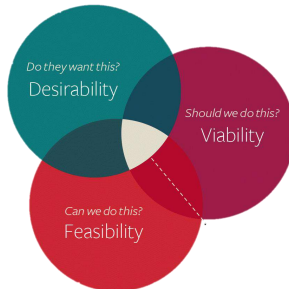 Do they want this?
Desirability
Should we do this?
Viability
Can we do this?
Feasibility